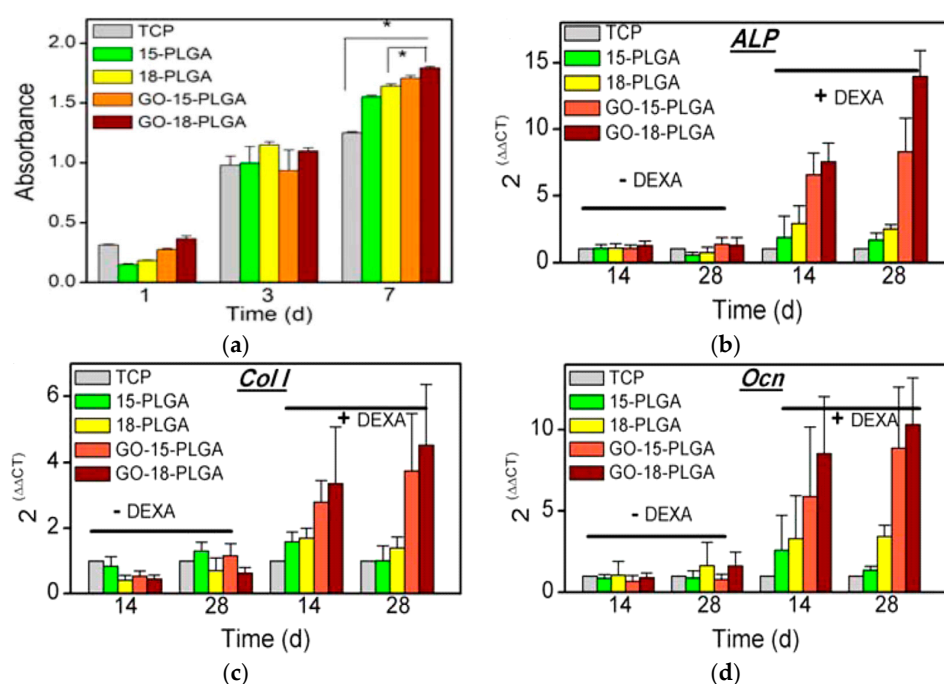 TCP
15-PLGA
18-PLGA
GO-15-PLGA
GO-18-PLGA
*
*
2.0
1.5
1.0
0.5
0.0
Absorbance
1 3 7
Time (d)
(a)
TCP
15-PLGA
18-PLGA
GO-15-PLGA
GO-18-PLGA
ALP
+ DEXA
- DEXA
15
10
5
0
2 (ΔΔCT)
14 28 14 28
Time (d)
(b)
TCP
15-PLGA
18-PLGA
GO-15-PLGA
GO-18-PLGA
Col I
+ DEXA
- DEXA
6
4
2
0
2 (ΔΔCT)
14 28 14 28
Time (d)
(c)
TCP
15-PLGA
18-PLGA
GO-15-PLGA
GO-18-PLGA
Ocn
+ DEXA
- DEXA
10
5
0
2 (ΔΔCT)
14 28 14 28
Time (d)
(d)